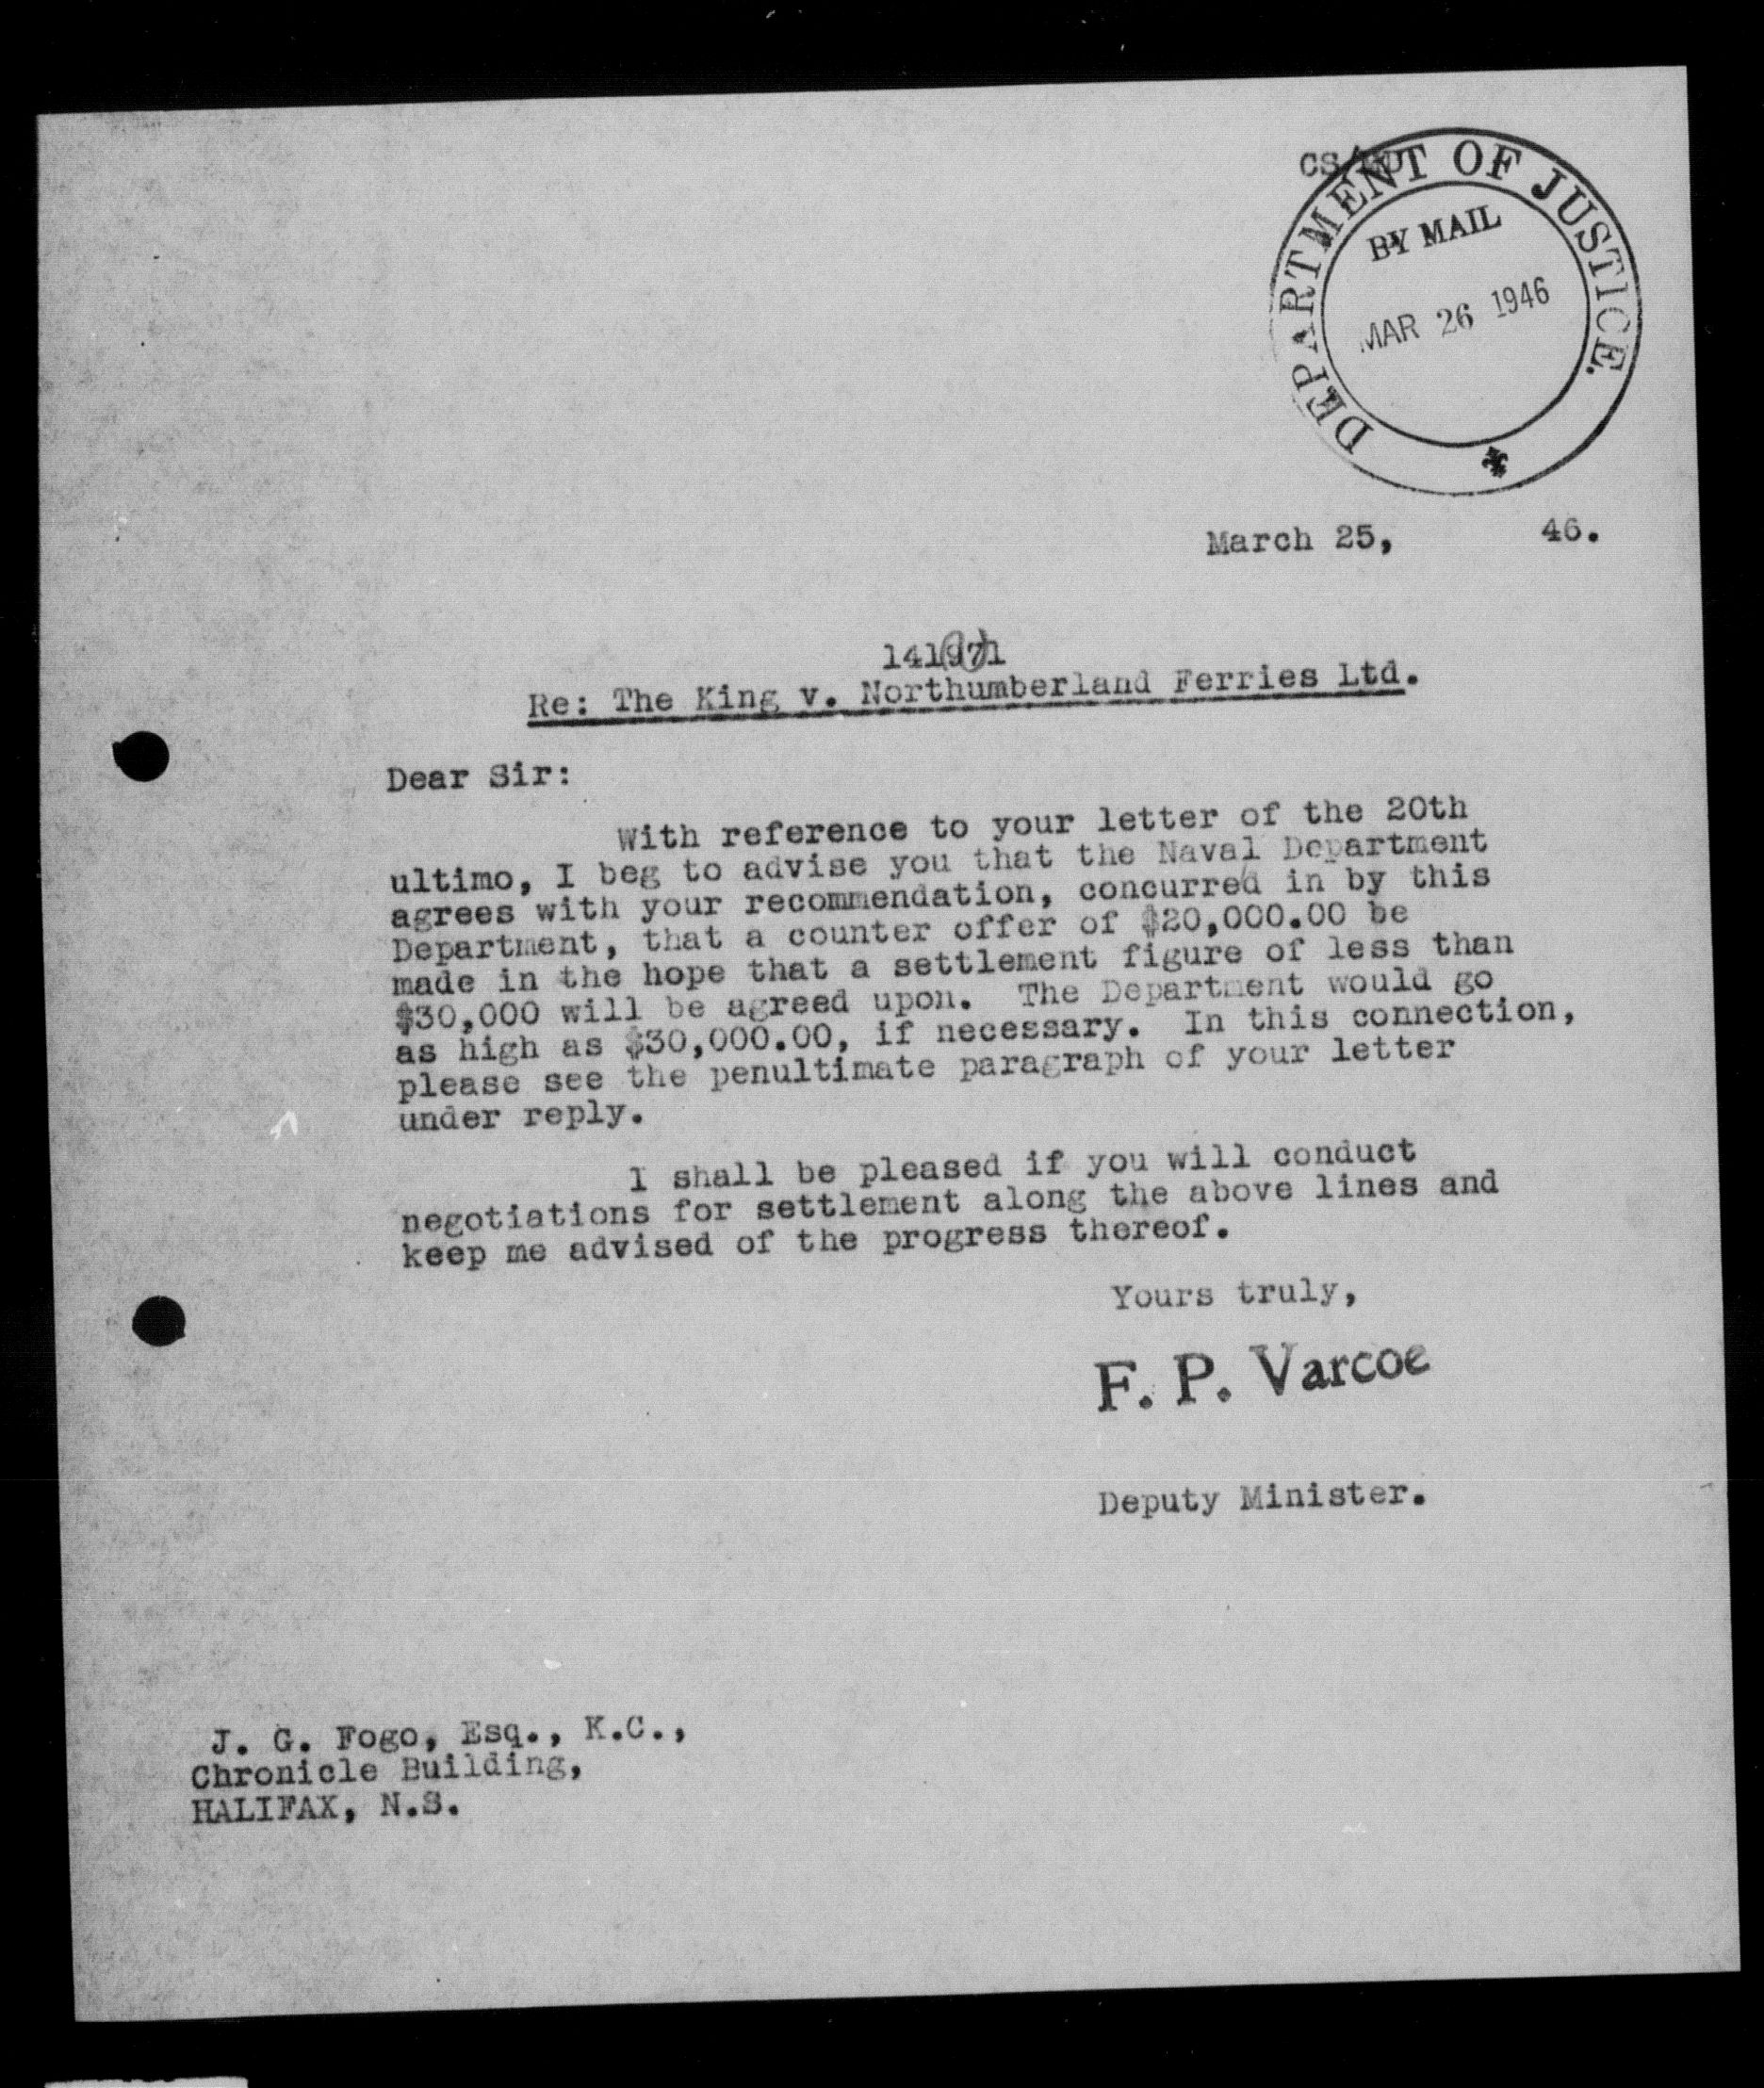 DEPARTMENT OF JUSTICE.
BY MAIL
MAR 26 1946
March 25, 46.
Re: The King v. Northumberland Ferries Ltd.
Dear Sir:
With reference to your letter of the 20th
ultimo, I beg to advise you that the Naval Department
agrees with your recommendation, concurred in by this
Department, that a counter offer of $20,000.00 be
made in the hope that a settlement figure of less than
$30,000 will be agreed upon. The Department would go
as high as $30,000.00, if necessary. In this connection,
please see the penultimate paragraph of your letter
under reply.
I shall be pleased if you will conduct
negotiations for settlement along the above lines and
keep me advised of the progress thereof.
Yours truly,
F. P. Varcoe
Deputy Minister.
J. G. Fogo, Esq., K.C.,
Chronicle Building,
HALIFAX, N.S.